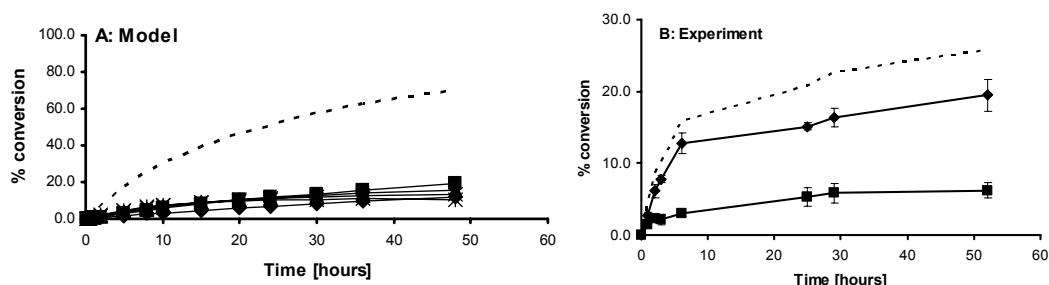 A: Model
% conversion
100.0
80.0
60.0
40.0
20.0
0.0
0 10 20 30 40 50 60
Time [hours]
B: Experiment
% conversion
30.0
20.0
10.0
0.0
0 10 20 30 40 50 60
Time [hours]